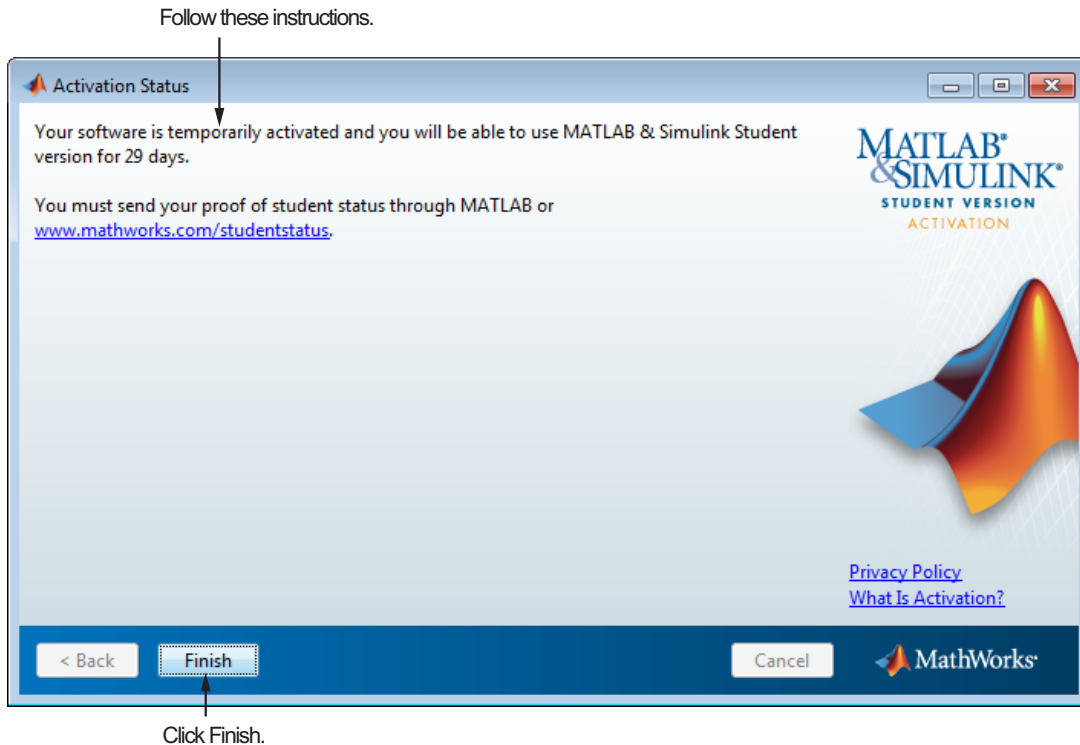 Follow these instructions.
Activation Status
Your software is temporarily activated and you will be able to use MATLAB & Simulink Student
version for 29 days.
You must send your proof of student status through MATLAB or
www.mathworks.com/studentstatus.
MATLAB®
&SIMULINK®
STUDENT VERSION
ACTIVATION
Privacy Policy
What Is Activation?
< Back
Finish
Cancel
MathWorks®
Click Finish.